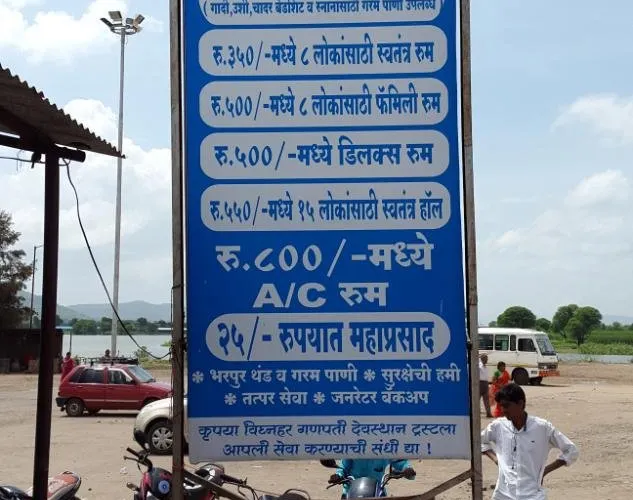 ( गादी,उशी,चादर बेडशिट व स्नानासाठी गरम पाणी उपलब्ध )
रु.३५०/-मध्ये ८ लोकांसाठी स्वतंत्र रुम
रु.५००/-मध्ये ८ लोकांसाठी फॅमिली रुम
रु.५००/-मध्ये डिलक्स रुम
रु.५५०/-मध्ये १५ लोकांसाठी स्वतंत्र हॉल
रु.८००/-मध्ये
A/C रुम
२५/- रुपयात महाप्रसाद
* भरपुर थंड व गरम पाणी * सुरक्षेची हमी
* तत्पर सेवा * जनरेटर बॅकअप
कृपया विघ्नहर गणपती देवस्थान ट्रस्टला
आपली सेवा करण्याची संधी द्या !